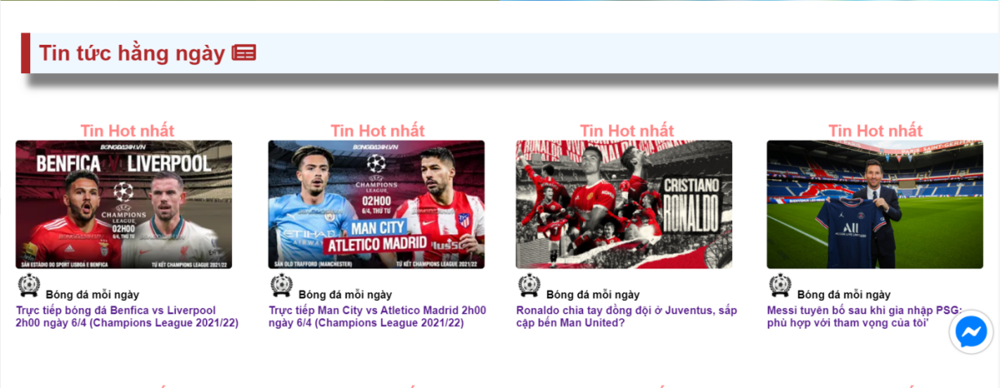 Tin tức hằng ngày
Tin Hot nhất
BONGDA24H.VN
BENFICA VS LIVERPOOL
CHAMPIONS
LEAGUE
02H00
6/4, THỨ TƯ
SÂN ESTÁDIO DO SPORT LISBOA E BENFICA
TỨ KẾT CHAMPIONS LEAGUE 2021/22
Bóng đá mỗi ngày
Trực tiếp bóng đá Benfica vs Liverpool
2h00 ngày 6/4 (Champions League 2021/22)
Tin Hot nhất
BONGDA24H.VN
CHAMPIONS
LEAGUE
02H00
6/4, THỨ TƯ
ETIHAD
AIRWAYS
MAN CITY
ATLETICO MADRID
SÂN OLD TRAFFORD (MANCHESTER)
TỨ KẾT CHAMPIONS LEAGUE 2021/22
Bóng đá mỗi ngày
Trực tiếp Man City vs Atletico Madrid 2h00
ngày 6/4 (Champions League 2021/22)
Tin Hot nhất
CRISTIANO
RONALDO
Bóng đá mỗi ngày
Ronaldo chia tay đồng đội ở Juventus, sắp
cập bến Man United?
Tin Hot nhất
ALL
Bóng đá mỗi ngày
Messi tuyên bố sau khi gia nhập PSG:
phù hợp với tham vọng của tôi'